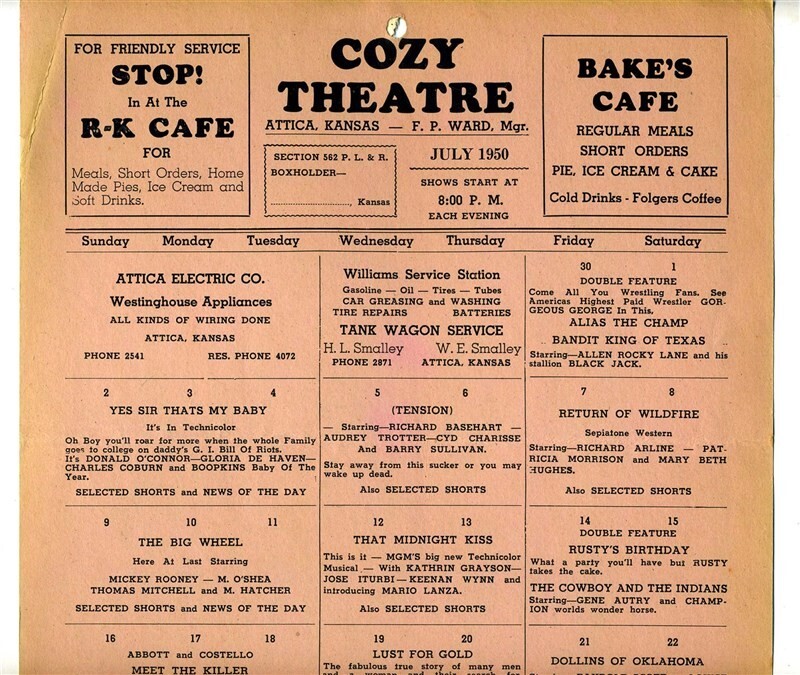 FOR FRIENDLY SERVICE
STOP!
In At The
R-K CAFE
FOR
Meals, Short Orders, Home
Made Pies, Ice Cream and
Soft Drinks.
COZY
THEATRE
ATTICA, KANSAS — F. P. WARD, Mgr.
SECTION 562 P. L. & R.
BOXHOLDER—
...................., Kansas
JULY 1950
SHOWS START AT
8:00 P. M.
EACH EVENING
BAKE'S
CAFE
REGULAR MEALS
SHORT ORDERS
PIE, ICE CREAM & CAKE
Cold Drinks - Folgers Coffee
Sunday Monday Tuesday Wednesday Thursday Friday Saturday
ATTICA ELECTRIC CO.
Westinghouse Appliances
ALL KINDS OF WIRING DONE
ATTICA, KANSAS
PHONE 2541 RES. PHONE 4072
Williams Service Station
Gasoline — Oil — Tires — Tubes
CAR GREASING and WASHING
TIRE REPAIRS BATTERIES
TANK WAGON SERVICE
H. L. Smalley W. E. Smalley
PHONE 2871 ATTICA, KANSAS
30 1
DOUBLE FEATURE
Come All You Wrestling Fans. See
Americas Highest Paid Wrestler GOR-
GEOUS GEORGE In This.
ALIAS THE CHAMP
.. BANDIT KING OF TEXAS ..
Starring—ALLEN ROCKY LANE and his
stallion BLACK JACK.
2 3 4
YES SIR THATS MY BABY
It's In Technicolor
Oh Boy you'll roar for more when the whole Family
goes to college on daddy's G. I. Bill Of Riots.
It's DONALD O'CONNOR—GLORIA DE HAVEN—
CHARLES COBURN and BOOPKINS Baby Of The
Year.
SELECTED SHORTS and NEWS OF THE DAY
5 6
(TENSION)
— Starring—RICHARD BASEHART —
AUDREY TROTTER—CYD CHARISSE
And BARRY SULLIVAN.
Stay away from this sucker or you may
wake up dead.
Also SELECTED SHORTS
7 8
RETURN OF WILDFIRE
Sepiatone Western
Starring—RICHARD ARLINE — PAT-
RICIA MORRISON and MARY BETH
HUGHES.
Also SELECTED SHORTS
9 10 11
THE BIG WHEEL
Here At Last Starring
MICKEY ROONEY — M. O'SHEA
THOMAS MITCHELL and M. HATCHER
SELECTED SHORTS and NEWS OF THE DAY
12 13
THAT MIDNIGHT KISS
This is it — MGM'S big new Technicolor
Musical — With KATHRIN GRAYSON—
JOSE ITURBI—KEENAN WYNN and
introducing MARIO LANZA.
Also SELECTED SHORTS
14 15
DOUBLE FEATURE
RUSTY'S BIRTHDAY
What a party you'll have but RUSTY
takes the cake.
THE COWBOY AND THE INDIANS
Starring—GENE AUTRY and CHAMP-
ION worlds wonder horse.
16 17 18
ABBOTT and COSTELLO
MEET THE KILLER
19 20
LUST FOR GOLD
The fabulous true story of many men
and a woman and their search for
21 22
DOLLINS OF OKLAHOMA